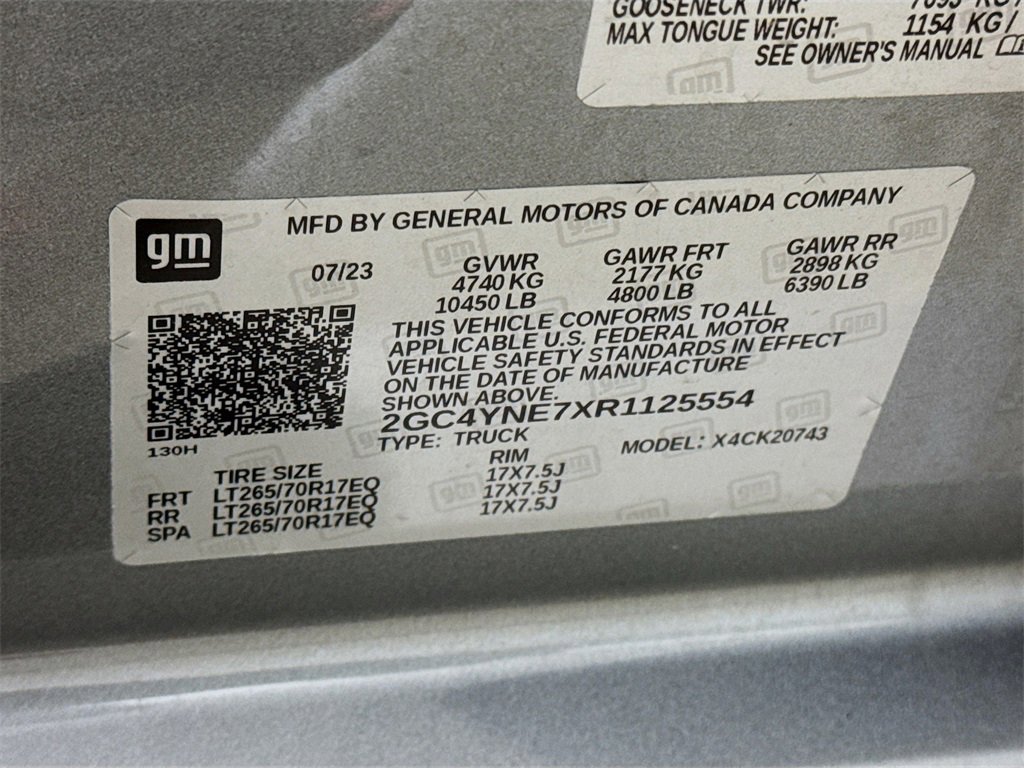 GOOSENECK TWR:
MAX TONGUE WEIGHT: 1154 KG/
SEE OWNER'S MANUAL
gm
MFD BY GENERAL MOTORS OF CANADA COMPANY
07/23 GVWR GAWR FRT GAWR RR
4740 KG 2177 KG 2898 KG
10450 LB 4800 LB 6390 LB
THIS VEHICLE CONFORMS TO ALL
APPLICABLE U.S. FEDERAL MOTOR
VEHICLE SAFETY STANDARDS IN EFFECT
ON THE DATE OF MANUFACTURE
SHOWN ABOVE.
2GC4YNE7XR1125554
TYPE: TRUCK MODEL: X4CK20743
130H
TIRE SIZE RIM
FRT LT265/70R17EQ 17X7.5J
RR LT265/70R17EQ 17X7.5J
SPA LT265/70R17EQ 17X7.5J